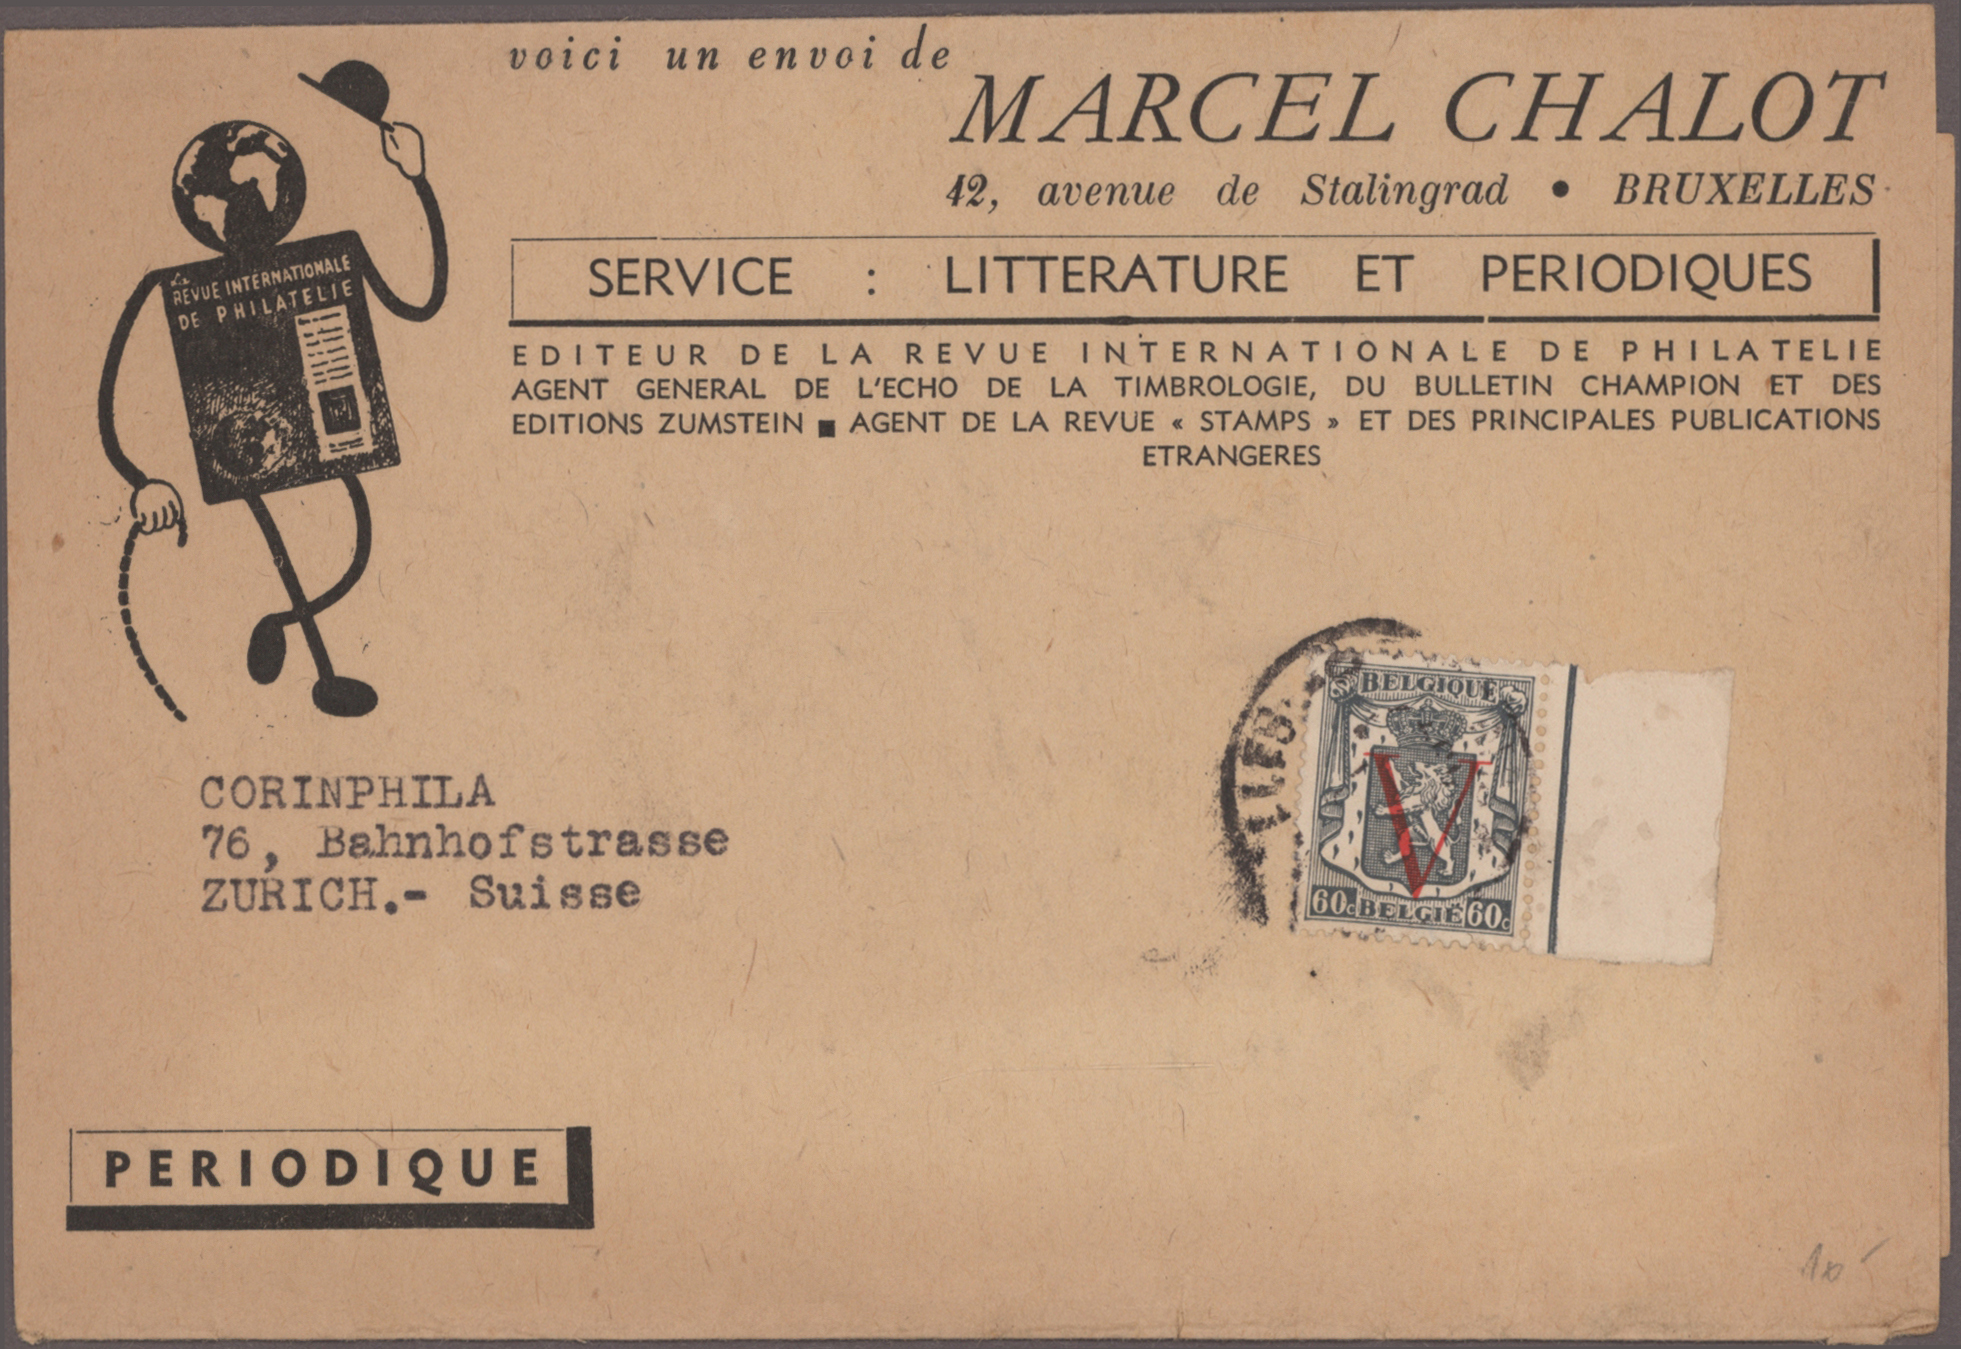 voici un envoi de
MARCEL CHALOT
42, avenue de Stalingrad • BRUXELLES
La
REVUE INTERNATIONALE
DE PHILATELIE
SERVICE : LITTERATURE ET PERIODIQUES
EDITEUR DE LA REVUE INTERNATIONALE DE PHILATELIE
AGENT GENERAL DE L'ECHO DE LA TIMBROLOGIE, DU BULLETIN CHAMPION ET DES
EDITIONS ZUMSTEIN ■ AGENT DE LA REVUE « STAMPS » ET DES PRINCIPALES PUBLICATIONS
ETRANGERES
BELGIQUE
V
60c BELGIË 60c
CORINPHILA
76, Bahnhofstrasse
ZURICH.- Suisse
PERIODIQUE